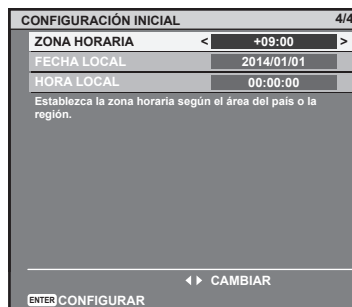 CONFIGURACIÓN INICIAL 4/4
ZONA HORARIA < +09:00 >
FECHA LOCAL 2014/01/01
HORA LOCAL 00:00:00
Establezca la zona horaria según el área del país o la
región.
◀▶ CAMBIAR
ENTER CONFIGURAR